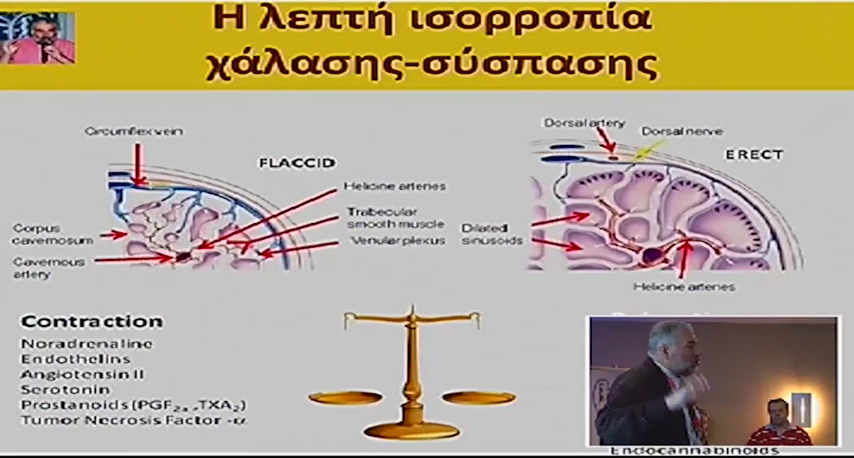 Η λεπτή ισορροπία
χάλασης-σύσπασης
Circumflex vein
FLACCID
Helicine arteries
Trabecular
smooth muscle
Venular plexus
Corpus
cavernosum
Cavernous
artery
Dorsal artery
Dorsal nerve
ERECT
Dilated
sinusoids
Helicine arteries
Contraction
Noradrenaline
Endothelins
Angiotensin II
Serotonin
Prostanoids (PGF2α, TXA2)
Tumor Necrosis Factor -α
Endocannabinoids